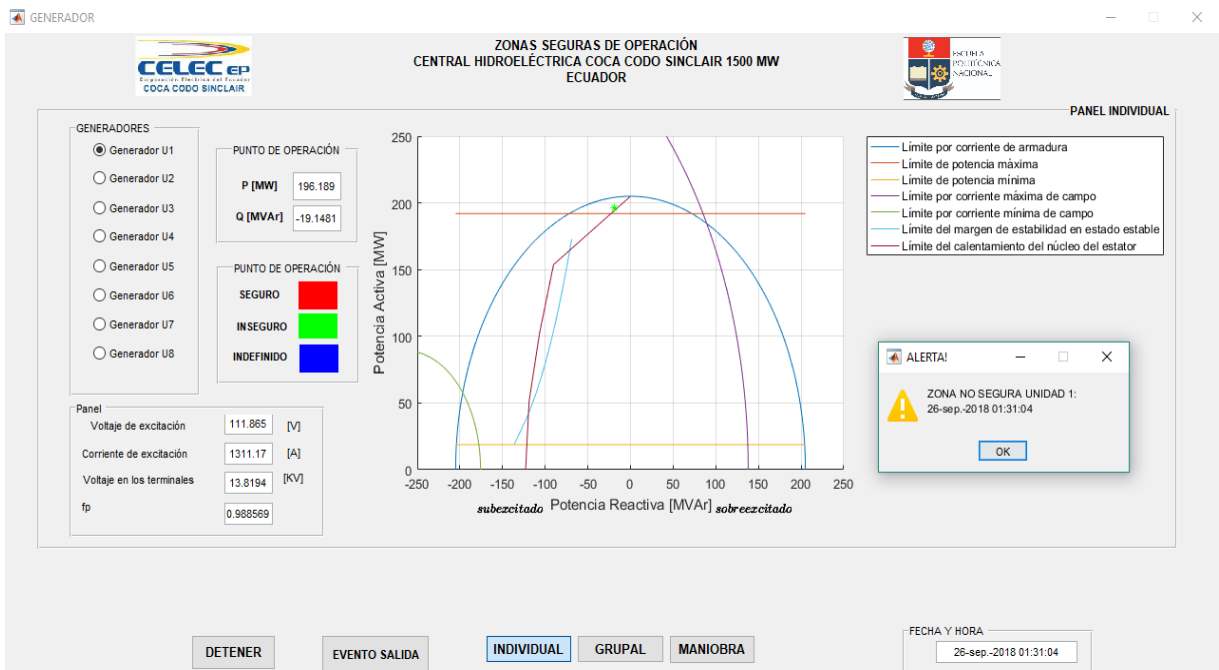 GENERADOR
CELEC EP
Corporación Eléctrica del Ecuador
COCA CODO SINCLAIR
ZONAS SEGURAS DE OPERACIÓN
CENTRAL HIDROELÉCTRICA COCA CODO SINCLAIR 1500 MW
ECUADOR
ESCUELA
POLITÉCNICA
NACIONAL
PANEL INDIVIDUAL
GENERADORES
Generador U1
Generador U2
Generador U3
Generador U4
Generador U5
Generador U6
Generador U7
Generador U8
PUNTO DE OPERACIÓN
P [MW] 196.189
Q [MVAr] -19.1481
PUNTO DE OPERACIÓN
SEGURO
INSEGURO
INDEFINIDO
Panel
Voltaje de excitación 111.865 [V]
Corriente de excitación 1311.17 [A]
Voltaje en los terminales 13.8194 [KV]
fp 0.988569
Potencia Activa [MW]
250
200
150
100
50
0
-250 -200 -150 -100 -50 0 50 100 150 200 250
subexcitado Potencia Reactiva [MVAr] sobreexcitado
Límite por corriente de armadura
Límite de potencia máxima
Límite de potencia mínima
Límite por corriente máxima de campo
Límite por corriente mínima de campo
Límite del margen de estabilidad en estado estable
Límite del calentamiento del núcleo del estator
ALERTA!
ZONA NO SEGURA UNIDAD 1:
26-sep.-2018 01:31:04
OK
DETENER
EVENTO SALIDA
INDIVIDUAL
GRUPAL
MANIOBRA
FECHA Y HORA
26-sep.-2018 01:31:04